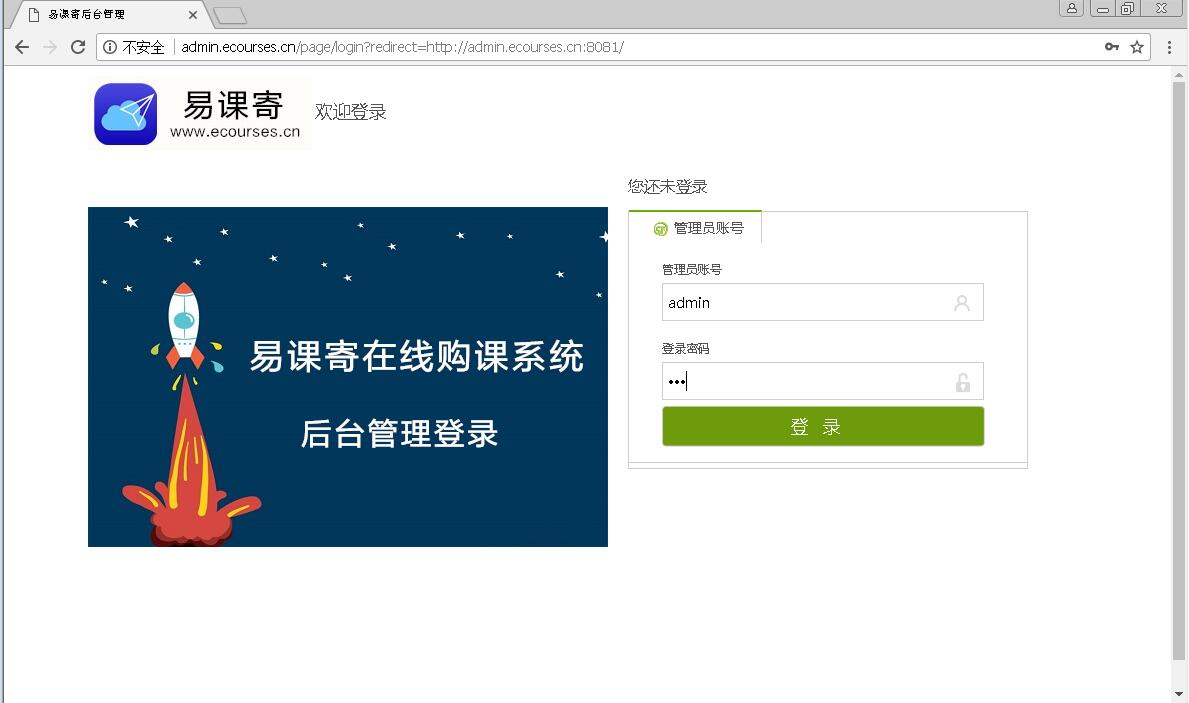 易课寄后台管理
不安全 admin.ecourses.cn/page/login?redirect=http://admin.ecourses.cn:8081/
易课寄
www.ecourses.cn
欢迎登录
您还未登录
管理员账号
管理员账号
admin
登录密码
•••
登 录
易课寄在线购课系统
后台管理登录